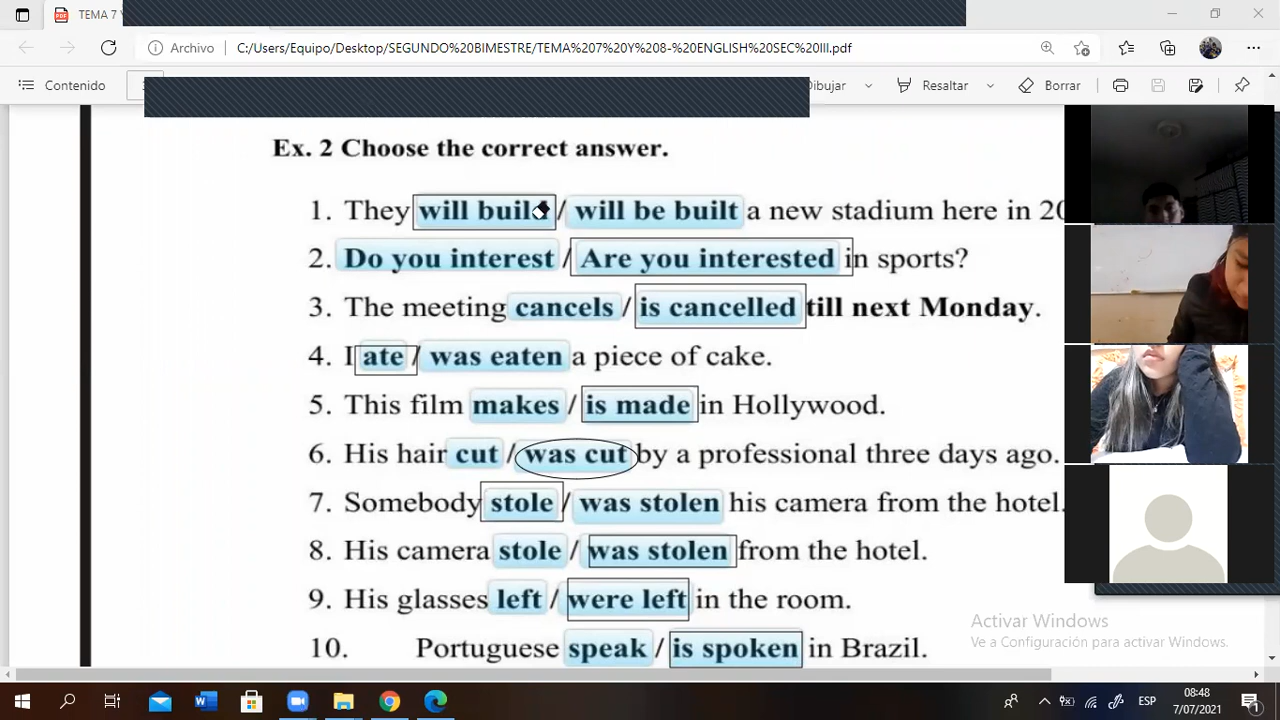 TEMA 7
Archivo C:/Users/Equipo/Desktop/SEGUNDO%20BIMESTRE/TEMA%207%20Y%208-%20ENGLISH%20SEC%20III.pdf
Contenido Dibujar Resaltar Borrar
Ex. 2 Choose the correct answer.
1. They will build / will be built a new stadium here in 20
2. Do you interest / Are you interested in sports?
3. The meeting cancels / is cancelled till next Monday.
4. I ate / was eaten a piece of cake.
5. This film makes / is made in Hollywood.
6. His hair cut / was cut by a professional three days ago.
7. Somebody stole / was stolen his camera from the hotel.
8. His camera stole / was stolen from the hotel.
9. His glasses left / were left in the room.
10. Portuguese speak / is spoken in Brazil.
Activar Windows
Ve a Configuración para activar Windows.
ESP
08:48
7/07/2021